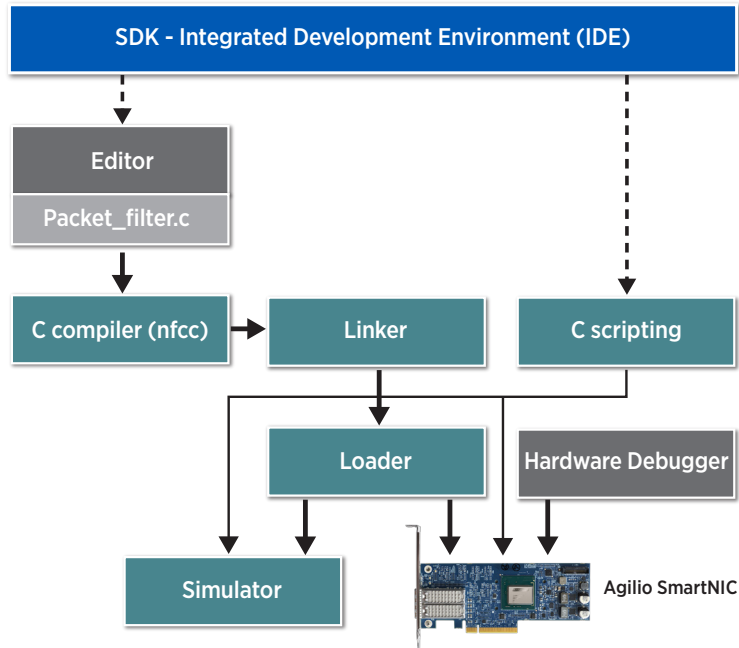 SDK - Integrated Development Environment (IDE)
Editor
Packet_filter.c
C compiler (nfcc)
Linker
C scripting
Loader
Hardware Debugger
Simulator
Agilio SmartNIC